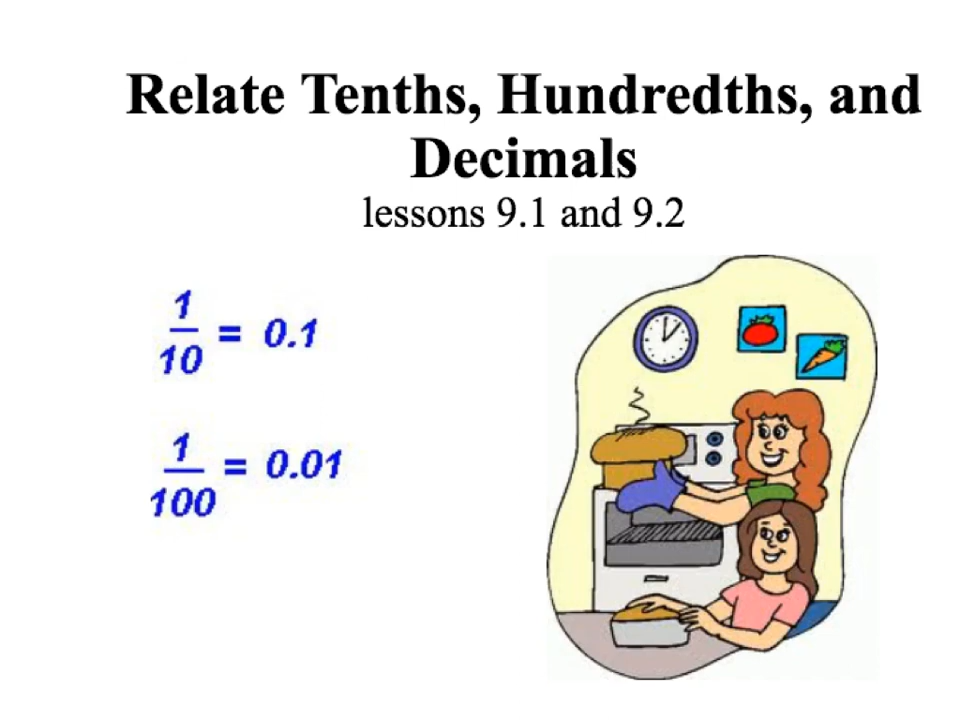 Relate Tenths, Hundredths, and
Decimals
lessons 9.1 and 9.2
1/10 = 0.1
1/100 = 0.01